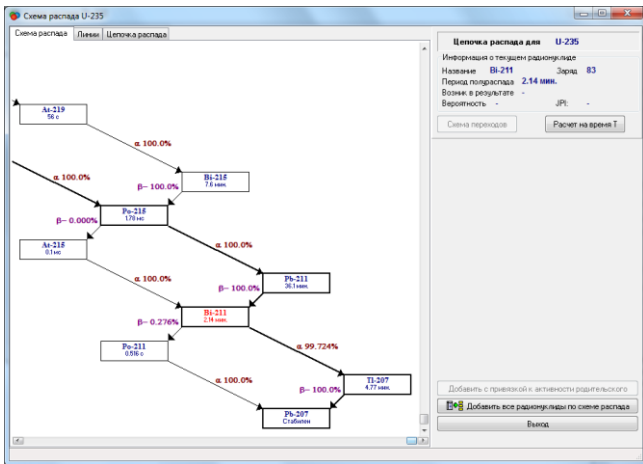 Схема распада U-235
Схема распада Линии Цепочка распада
At-219
56 с
α 100.0%
Bi-215
7.6 мин.
α 100.0%
β- 100.0%
Po-215
1.78 мс
β- 0.000%
At-215
0.1 мс
α 100.0%
Pb-211
36.1 мин.
α 100.0%
β- 100.0%
Bi-211
2.14 мин.
β- 0.276%
Po-211
0.516 с
α 99.724%
Tl-207
4.77 мин.
α 100.0%
β- 100.0%
Pb-207
Стабилен
Цепочка распада для U-235
Информация о текущем радионуклиде
Название Bi-211 Заряд 83
Период полураспада 2.14 мин.
Возник в результате -
Вероятность - JPI: -
Схема переходов Расчет на время Т
Добавить с привязкой к активности родительского
Добавить все радионуклиды по схеме распада
Выход